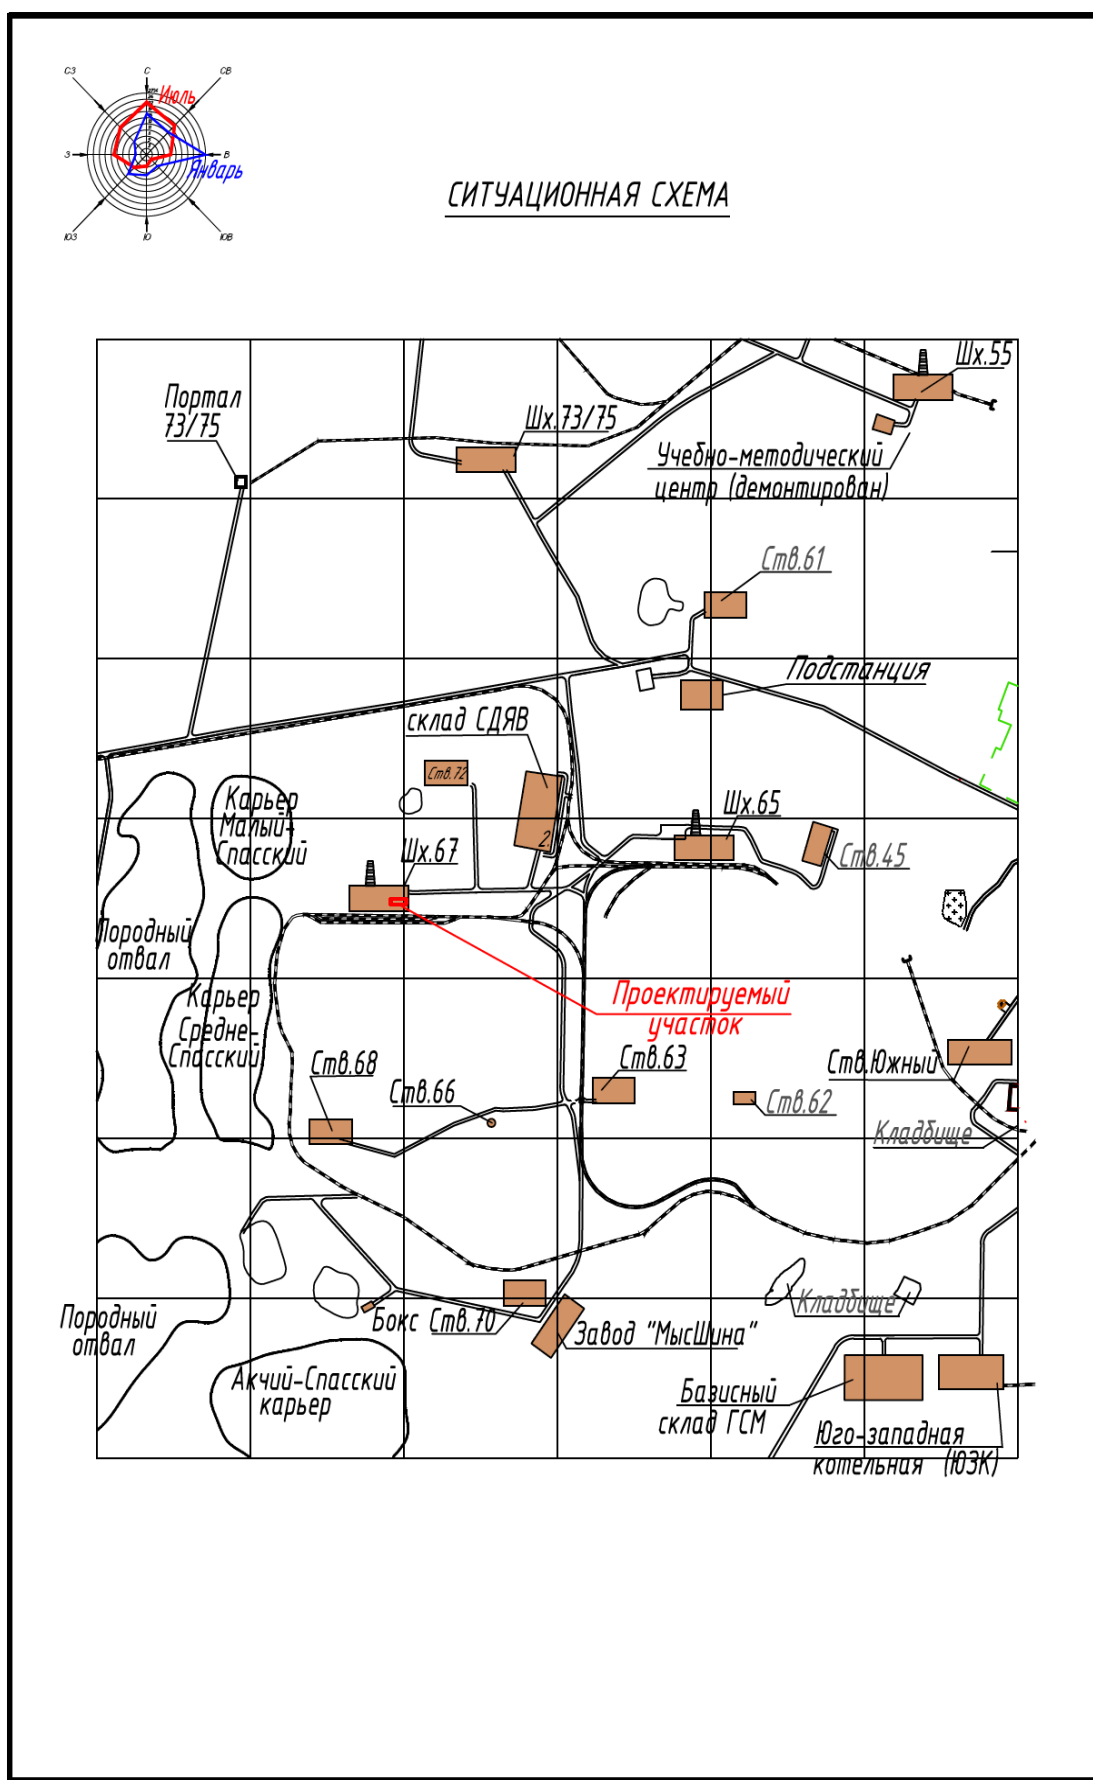 СЗ
С
СВ
Июль
З
В
Январь
ЮЗ
Ю
ЮВ
СИТУАЦИОННАЯ СХЕМА
Шх.55
Портал
73/75
Шх.73/75
Учебно-методический
центр (демонтирован)
Ств.61
Подстанция
склад СДЯВ
Ств.72
Карьер
Малый-
Спасский
Шх.65
2.
Шх.67
Ств.45
Породный
отвал
Карьер
Средне-
Спасский
Проектируемый
участок
Ств.68
Ств.66
Ств.63
Ств.Южный
Ств.62
Кладбище
Кладбище
Породный
отвал
Бокс
Ств.70
Завод "МысШина"
Акчий-Спасский
карьер
Базисный
склад ГСМ
Юго-западная
котельная (ЮЗК)